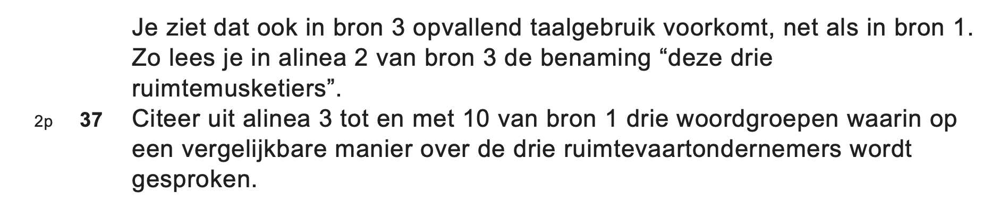 Je ziet dat ook in bron 3 opvallend taalgebruik voorkomt, net als in bron 1.
Zo lees je in alinea 2 van bron 3 de benaming “deze drie
ruimtemusketiers”.
2p 37 Citeer uit alinea 3 tot en met 10 van bron 1 drie woordgroepen waarin op
een vergelijkbare manier over de drie ruimtevaartondernemers wordt
gesproken.